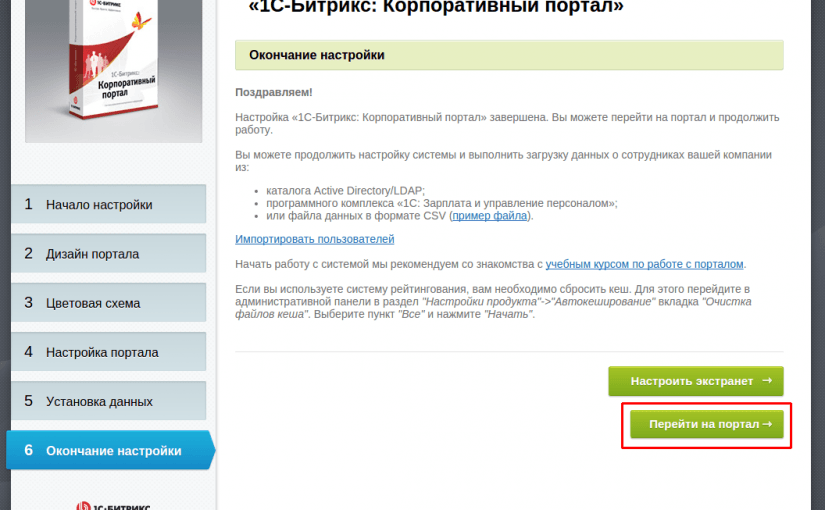 «1С-Битрикс: Корпоративный портал»
1С-БИТРИКС
1С-Битрикс:
Корпоративный
портал
Окончание настройки
Поздравляем!
Настройка «1С-Битрикс: Корпоративный портал» завершена. Вы можете перейти на портал и продолжить
работу.
Вы можете продолжить настройку системы и выполнить загрузку данных о сотрудниках вашей компании
из:
• каталога Active Directory/LDAP;
• программного комплекса «1С: Зарплата и управление персоналом»;
• или файла данных в формате CSV (пример файла).
Импортировать пользователей
Начать работу с системой мы рекомендуем со знакомства с учебным курсом по работе с порталом.
Если вы используете систему рейтингования, вам необходимо сбросить кеш. Для этого перейдите в
административной панели в раздел "Настройки продукта"->"Автокеширование" вкладка "Очистка
файлов кеша". Выберите пункт "Все" и нажмите "Начать".
Настроить экстранет →
Перейти на портал →
1 Начало настройки
2 Дизайн портала
3 Цветовая схема
4 Настройка портала
5 Установка данных
6 Окончание настройки
1С-БИТРИКС